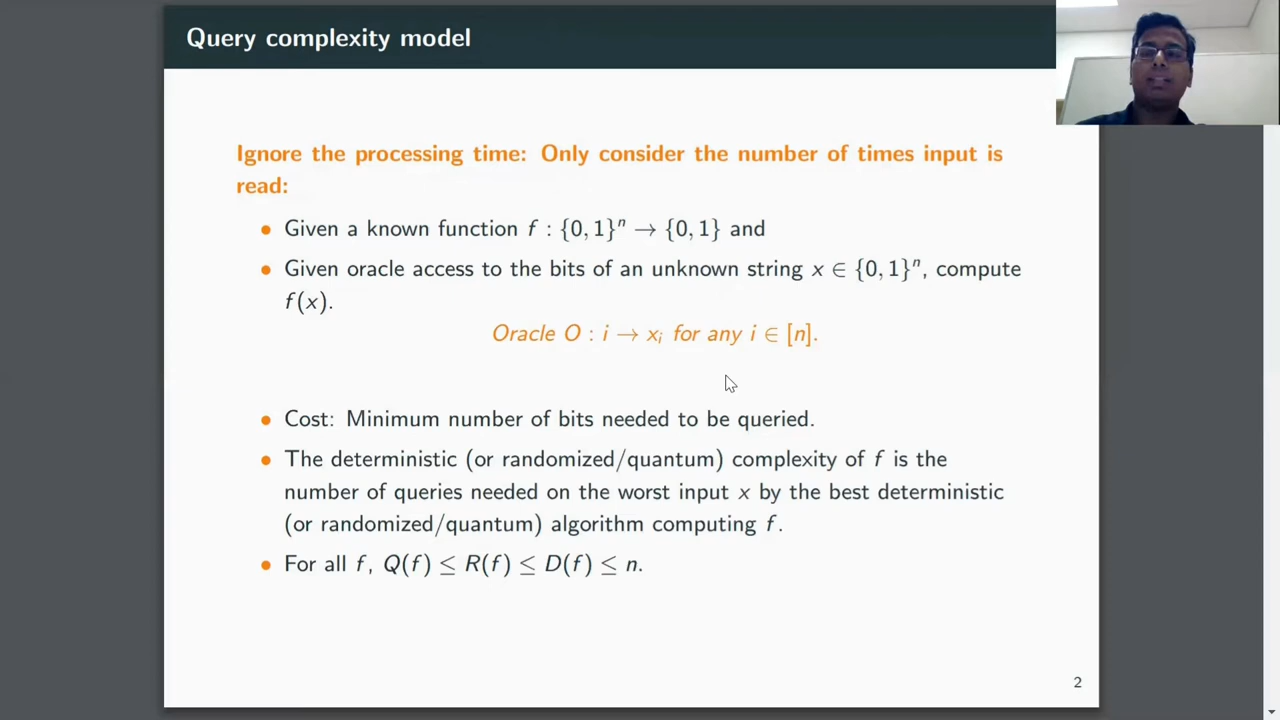 Query complexity model
Ignore the processing time: Only consider the number of times input is
read:
• Given a known function f : {0, 1}ⁿ → {0, 1} and
• Given oracle access to the bits of an unknown string x ∈ {0, 1}ⁿ, compute
f(x).
Oracle O : i → xᵢ for any i ∈ [n].
• Cost: Minimum number of bits needed to be queried.
• The deterministic (or randomized/quantum) complexity of f is the
number of queries needed on the worst input x by the best deterministic
(or randomized/quantum) algorithm computing f.
• For all f, Q(f) ≤ R(f) ≤ D(f) ≤ n.
2